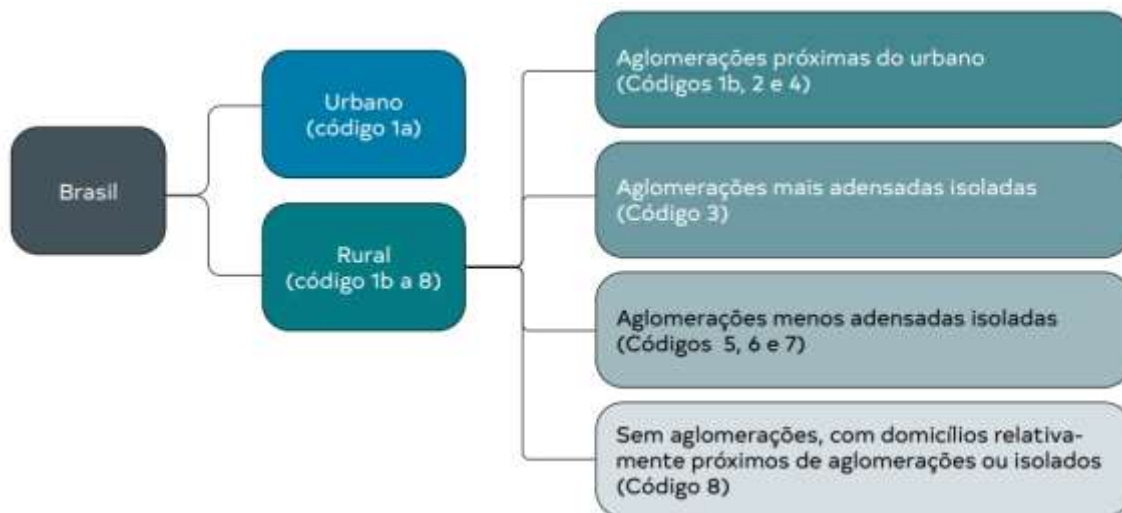 Brasil
Urbano
(código 1a)
Rural
(código 1b a 8)
Aglomerações próximas do urbano
(Códigos 1b, 2 e 4)
Aglomerações mais adensadas isoladas
(Código 3)
Aglomerações menos adensadas isoladas
(Códigos 5, 6 e 7)
Sem aglomerações, com domicílios relativa-
mente próximos de aglomerações ou isolados
(Código 8)